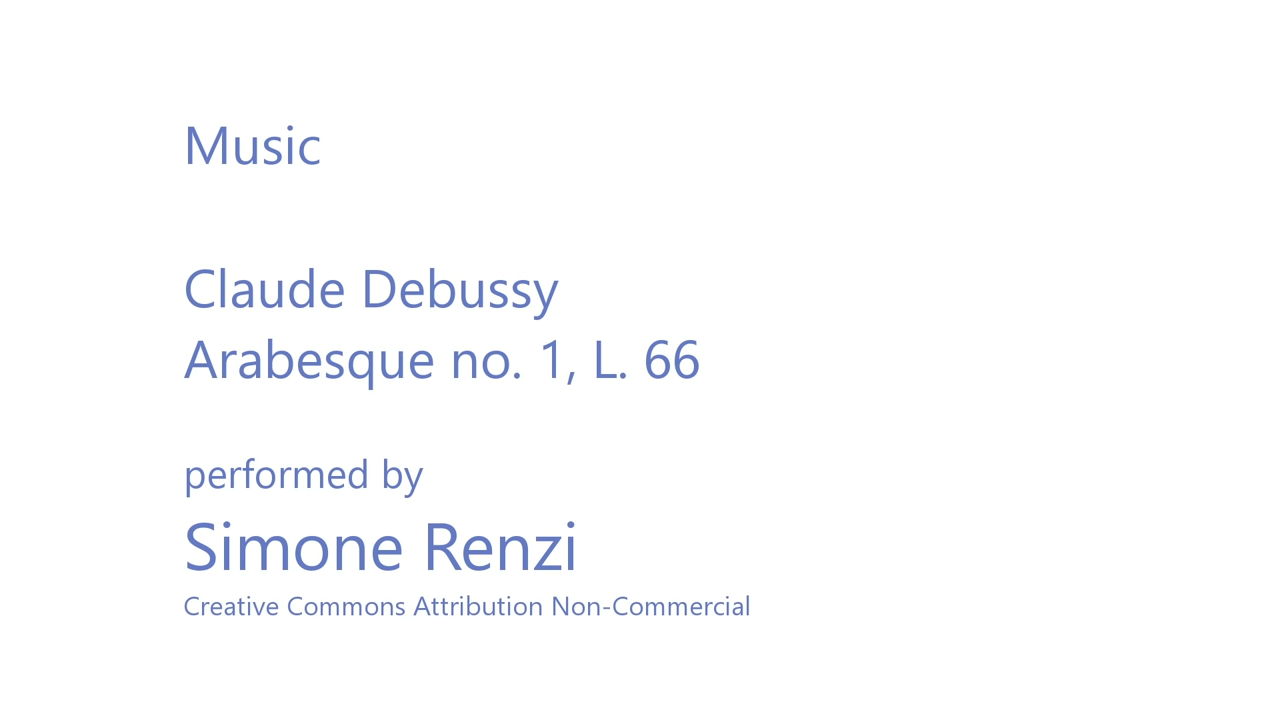 Music
Claude Debussy
Arabesque no. 1, L. 66
performed by
Simone Renzi
Creative Commons Attribution Non-Commercial